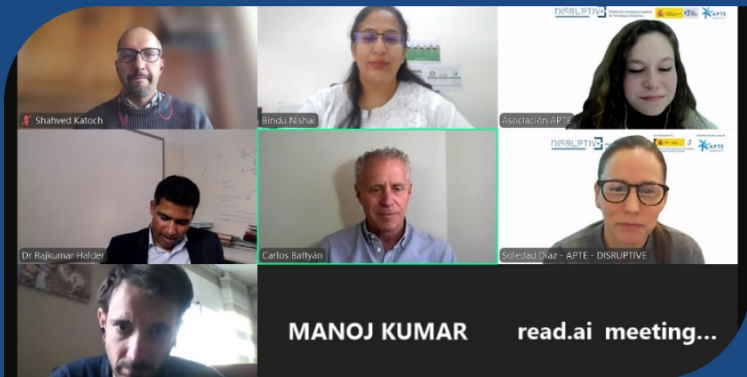 DISRUPTIVE
APTE
Shahved Katoch
Bindu Nishal
Asociación APTE
DISRUPTIVE
APTE
Dr Rajkumar Halder
Carlos Battyán
Soledad Díaz - APTE - DISRUPTIVE
MANOJ KUMAR
read.ai meeting...